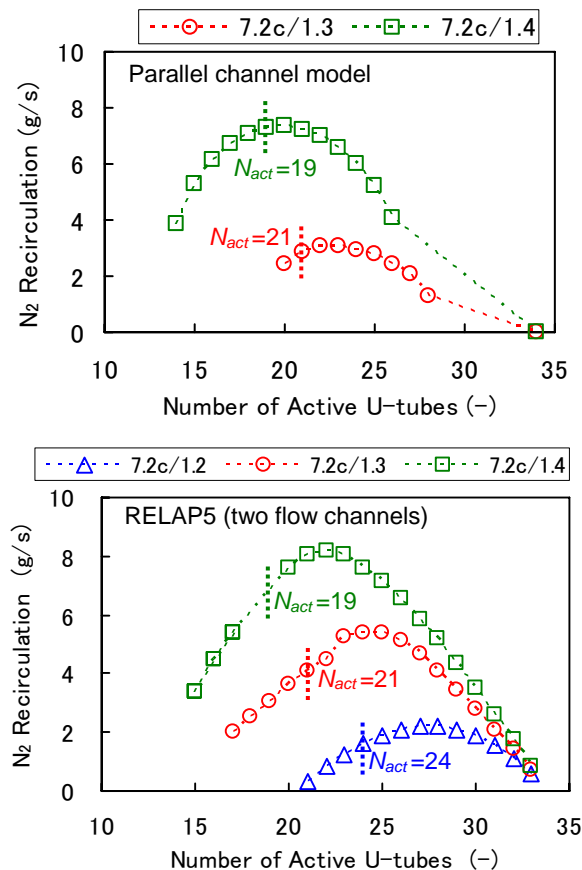 7.2c/1.3 7.2c/1.4
Parallel channel model
N₂ Recirculation (g/s)
10
8
6
4
2
0
Nact=19
Nact=21
10 15 20 25 30 35
Number of Active U-tubes (-)
7.2c/1.2 7.2c/1.3 7.2c/1.4
RELAP5 (two flow channels)
N₂ Recirculation (g/s)
10
8
6
4
2
0
Nact=19
Nact=21
Nact=24
10 15 20 25 30 35
Number of Active U-tubes (-)